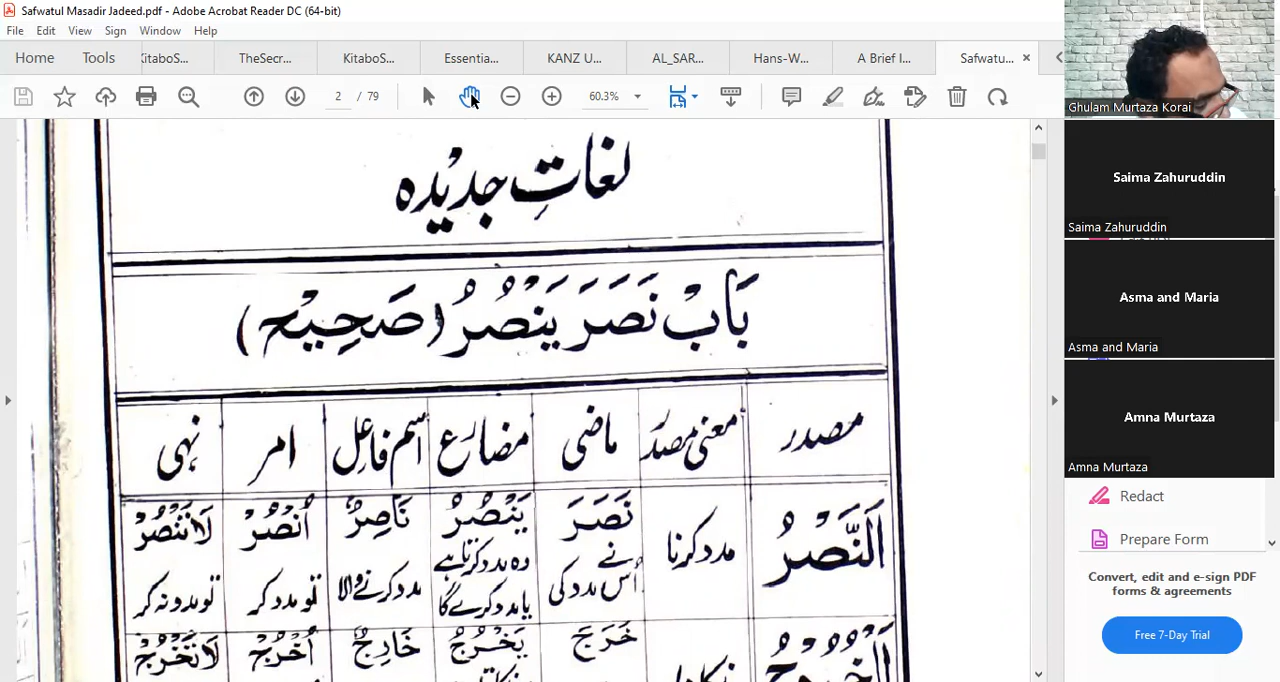 Safwatul Masadir Jadeed.pdf - Adobe Acrobat Reader DC (64-bit)
File Edit View Sign Window Help
Home Tools KitaboS... TheSecr... KitaboS... Essentia... KANZ U... AL_SAR... Hans-W... A Brief I... Safwatu... ×
2 / 79 60.3%
لغاتِ جدیدہ
بَابْ نَصَرَ يَنْصُرُ (صَحِيْح)
مصدر معنی مصدر ماضی مضارع اسم فاعل امر نہی
اَلنَّصْرُ مدد کرنا نَصَرَ يَنْصُرُ نَاصِرٌ اُنْصُرْ لَا تَنْصُرْ
اُس نے مدد کی وہ مدد کرتا ہے یا مدد کرے گا مدد کرنے والا تو مدد کر تو مدد نہ کر
اَلْخُرُوْجُ خَرَجَ يَخْرُجُ خَارِجٌ اُخْرُجْ لَا تَخْرُجْ
Ghulam Murtaza Korai
Saima Zahuruddin
Saima Zahuruddin
Asma and Maria
Asma and Maria
Amna Murtaza
Amna Murtaza
Redact
Prepare Form
Convert, edit and e-sign PDF
forms & agreements
Free 7-Day Trial